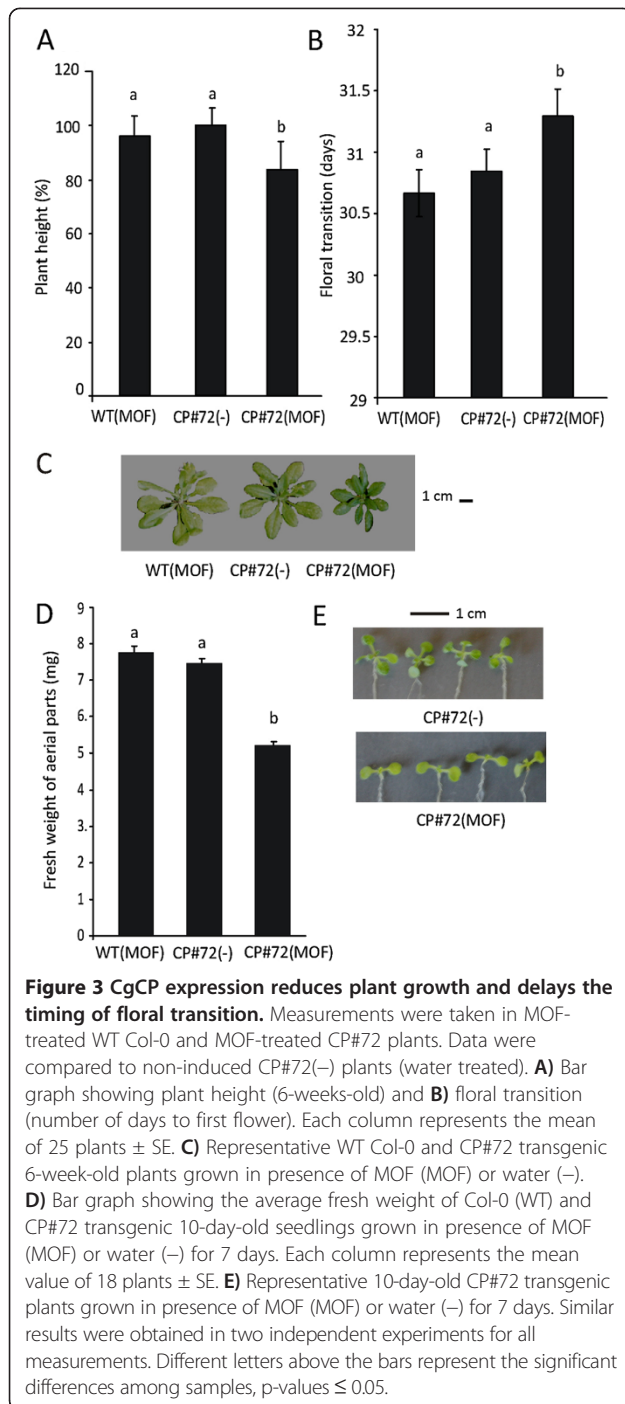 A
120
100
80
60
40
20
0
Plant height (%)
a
a
b
WT(MOF) CP#72(-) CP#72(MOF)
B
32
31.5
31
30.5
30
29.5
29
Floral transition (days)
a
a
b
WT(MOF) CP#72(-) CP#72(MOF)
C
1 cm
WT(MOF) CP#72(-) CP#72(MOF)
D
9
8
7
6
5
4
3
2
1
0
Fresh weight of aerial parts (mg)
a
a
b
WT(MOF) CP#72(-) CP#72(MOF)
E
1 cm
CP#72(-)
CP#72(MOF)
Figure 3 CgCP expression reduces plant growth and delays the
timing of floral transition. Measurements were taken in MOF-
treated WT Col-0 and MOF-treated CP#72 plants. Data were
compared to non-induced CP#72(−) plants (water treated). A) Bar
graph showing plant height (6-weeks-old) and B) floral transition
(number of days to first flower). Each column represents the mean
of 25 plants ± SE. C) Representative WT Col-0 and CP#72 transgenic
6-week-old plants grown in presence of MOF (MOF) or water (−).
D) Bar graph showing the average fresh weight of Col-0 (WT) and
CP#72 transgenic 10-day-old seedlings grown in presence of MOF
(MOF) or water (−) for 7 days. Each column represents the mean
value of 18 plants ± SE. E) Representative 10-day-old CP#72 transgenic
plants grown in presence of MOF (MOF) or water (−) for 7 days. Similar
results were obtained in two independent experiments for all
measurements. Different letters above the bars represent the significant
differences among samples, p-values ≤ 0.05.